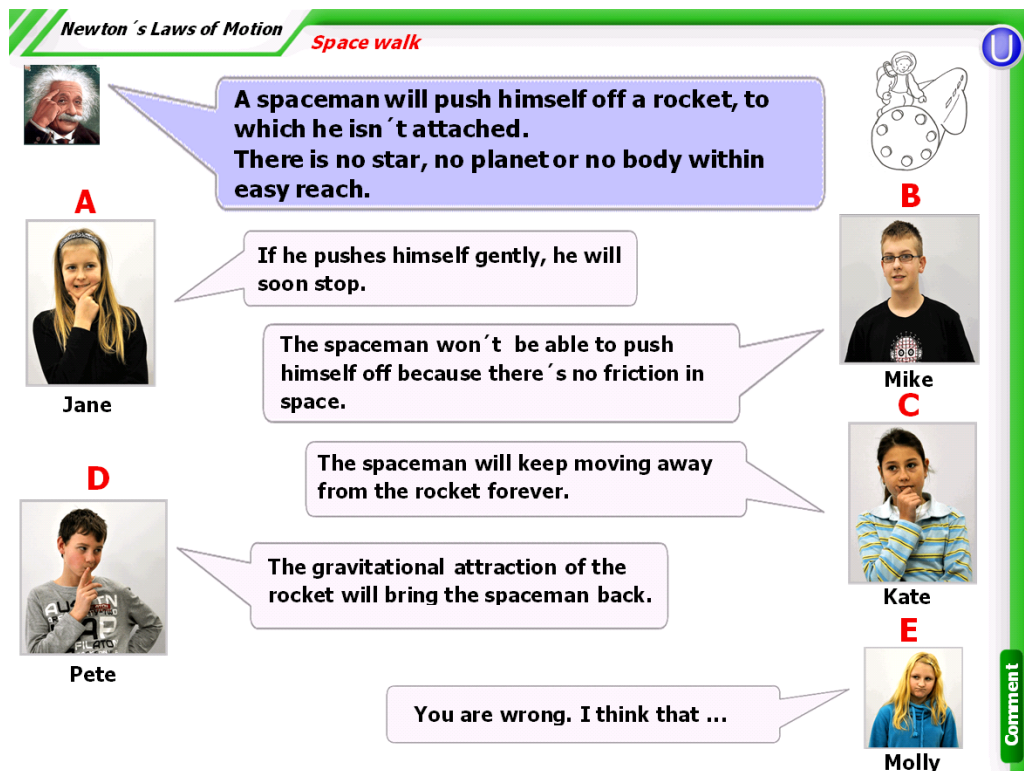 Newton´s Laws of Motion
Space walk
U
A spaceman will push himself off a rocket, to
which he isn´t attached.
There is no star, no planet or no body within
easy reach.
A
B
If he pushes himself gently, he will
soon stop.
Jane
The spaceman won´t be able to push
himself off because there´s no friction in
space.
Mike
C
The spaceman will keep moving away
from the rocket forever.
Kate
D
The gravitational attraction of the
rocket will bring the spaceman back.
Pete
E
You are wrong. I think that ...
Molly
Comment